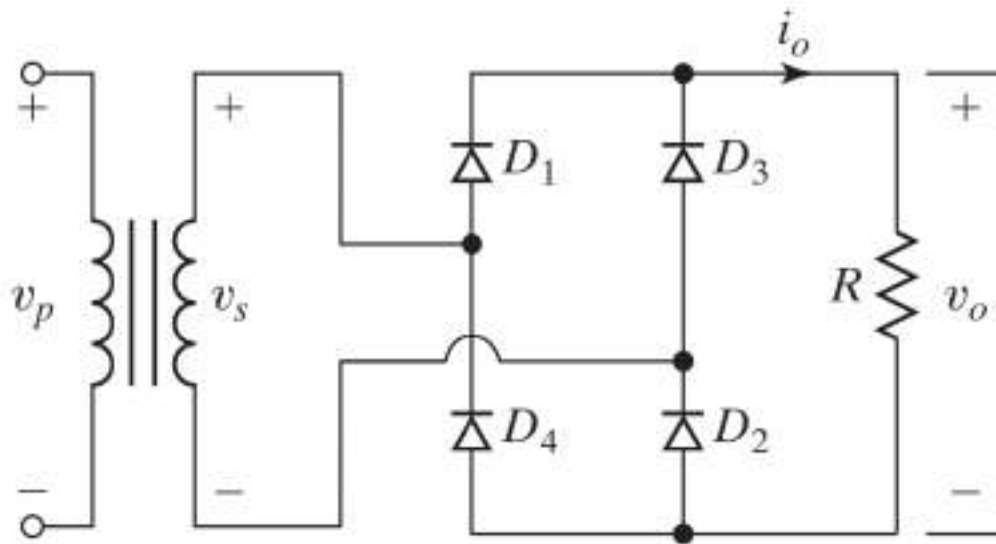 i_o
+ + +
D_1 D_3
v_p v_s R v_o
D_4 D_2
− − −